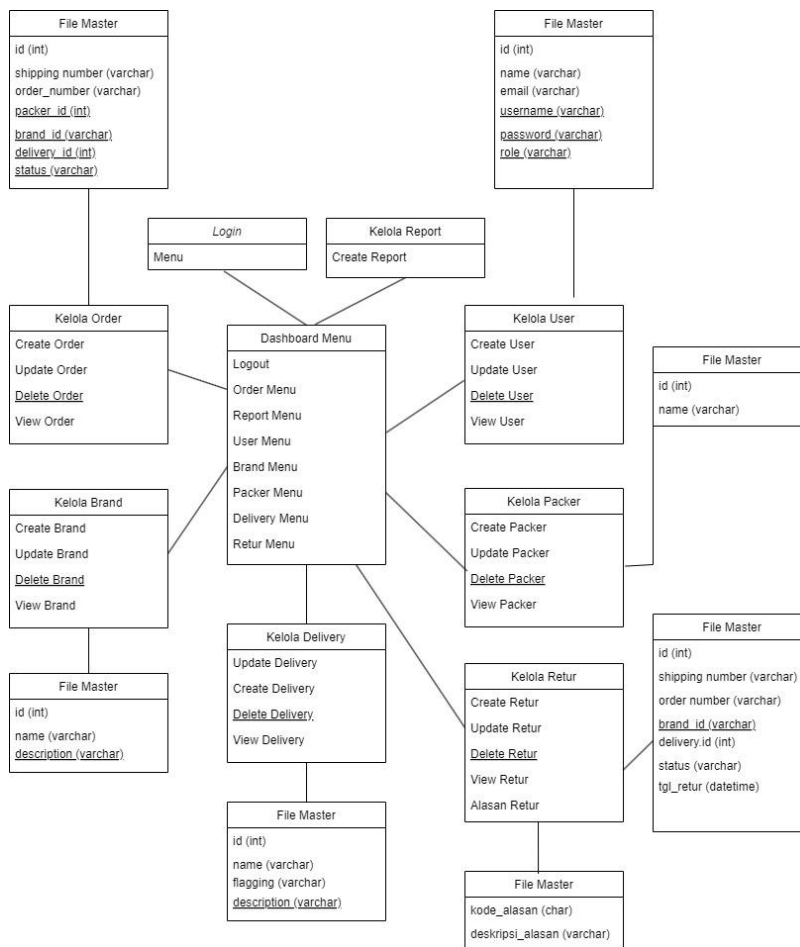 File Master
id (int)
shipping number (varchar)
order_number (varchar)
packer_id (int)
brand_id (varchar)
delivery_id (int)
status (varchar)
File Master
id (int)
name (varchar)
email (varchar)
username (varchar)
password (varchar)
role (varchar)
Login
Menu
Kelola Report
Create Report
Kelola Order
Create Order
Update Order
Delete Order
View Order
Dashboard Menu
Logout
Order Menu
Report Menu
User Menu
Brand Menu
Packer Menu
Delivery Menu
Retur Menu
Kelola User
Create User
Update User
Delete User
View User
File Master
id (int)
name (varchar)
Kelola Brand
Create Brand
Update Brand
Delete Brand
View Brand
Kelola Packer
Create Packer
Update Packer
Delete Packer
View Packer
File Master
id (int)
name (varchar)
description (varchar)
Kelola Delivery
Update Delivery
Create Delivery
Delete Delivery
View Delivery
Kelola Retur
Create Retur
Update Retur
Delete Retur
View Retur
Alasan Retur
File Master
id (int)
shipping number (varchar)
order number (varchar)
brand_id (varchar)
delivery.id (int)
status (varchar)
tgl_retur (datetime)
File Master
id (int)
name (varchar)
flagging (varchar)
description (varchar)
File Master
kode_alasan (char)
deskripsi_alasan (varchar)